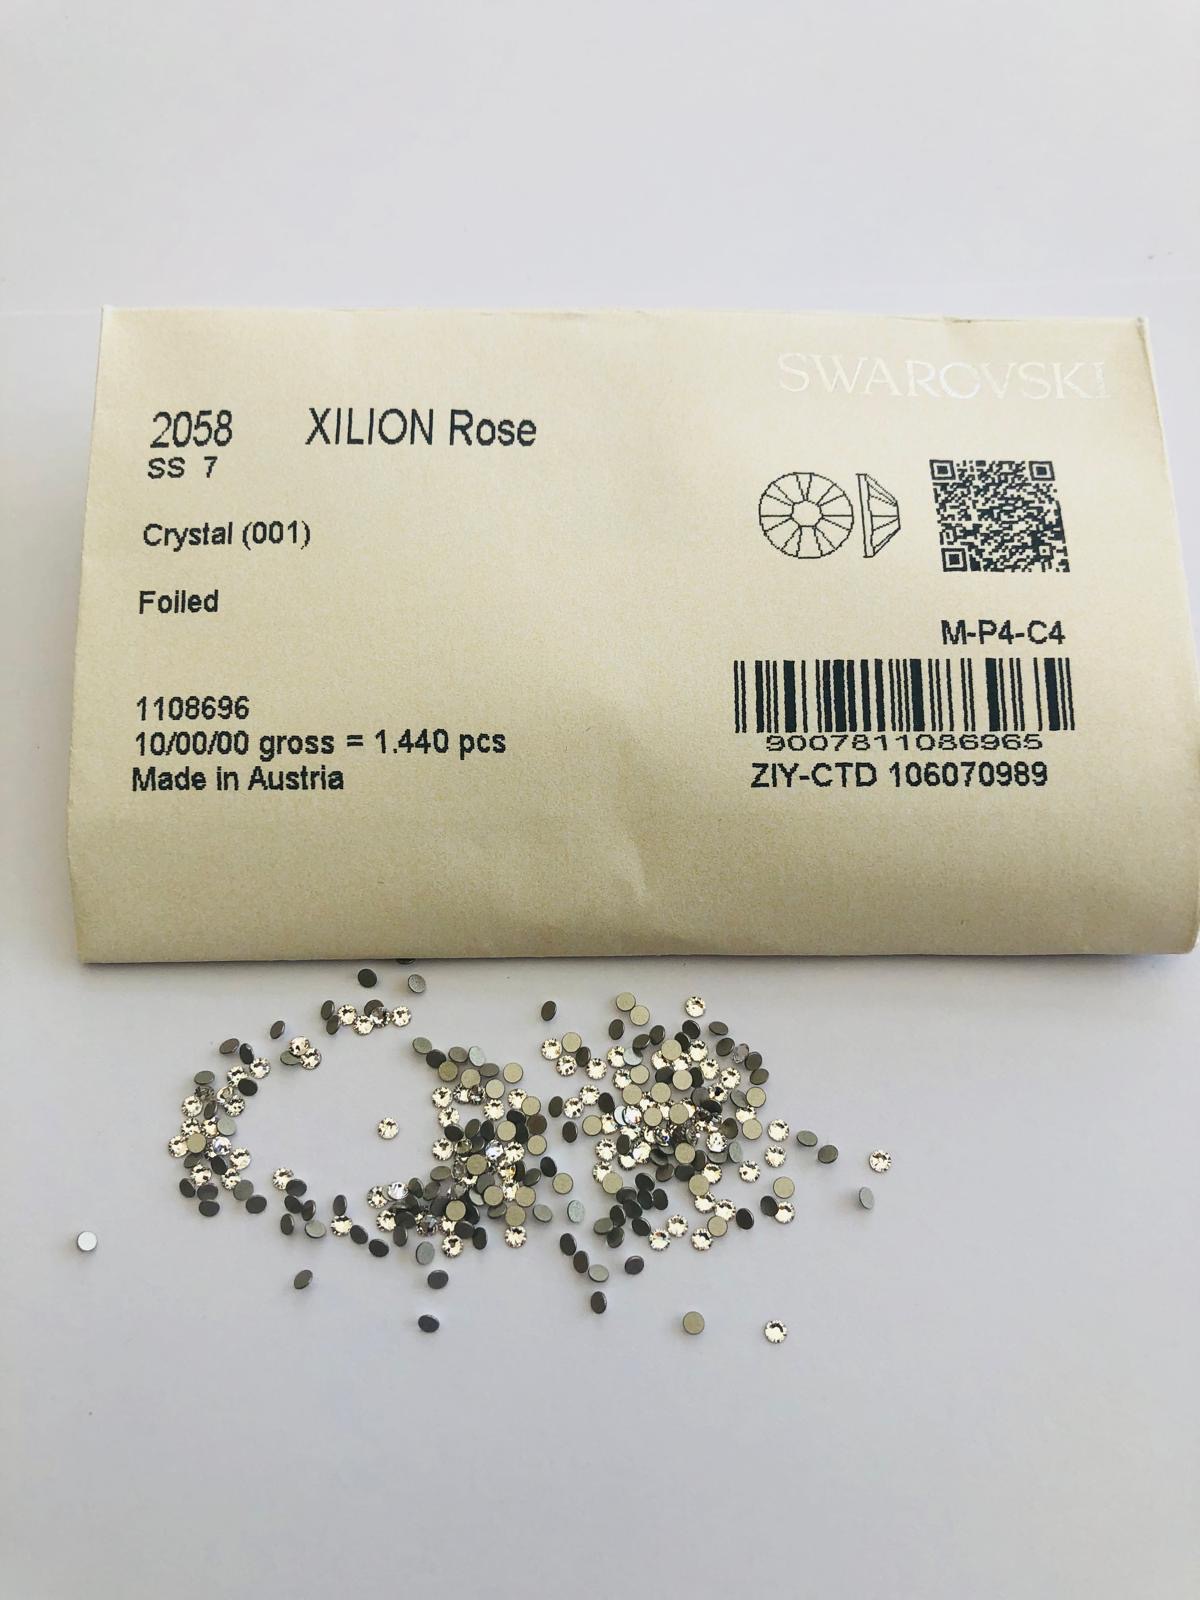 SWAROVSKI
2058 XILION Rose
SS 7
Crystal (001)
Foiled
M-P4-C4
1108696
10/00/00 gross = 1.440 pcs
Made in Austria
9007811086965
ZIY-CTD 106070989